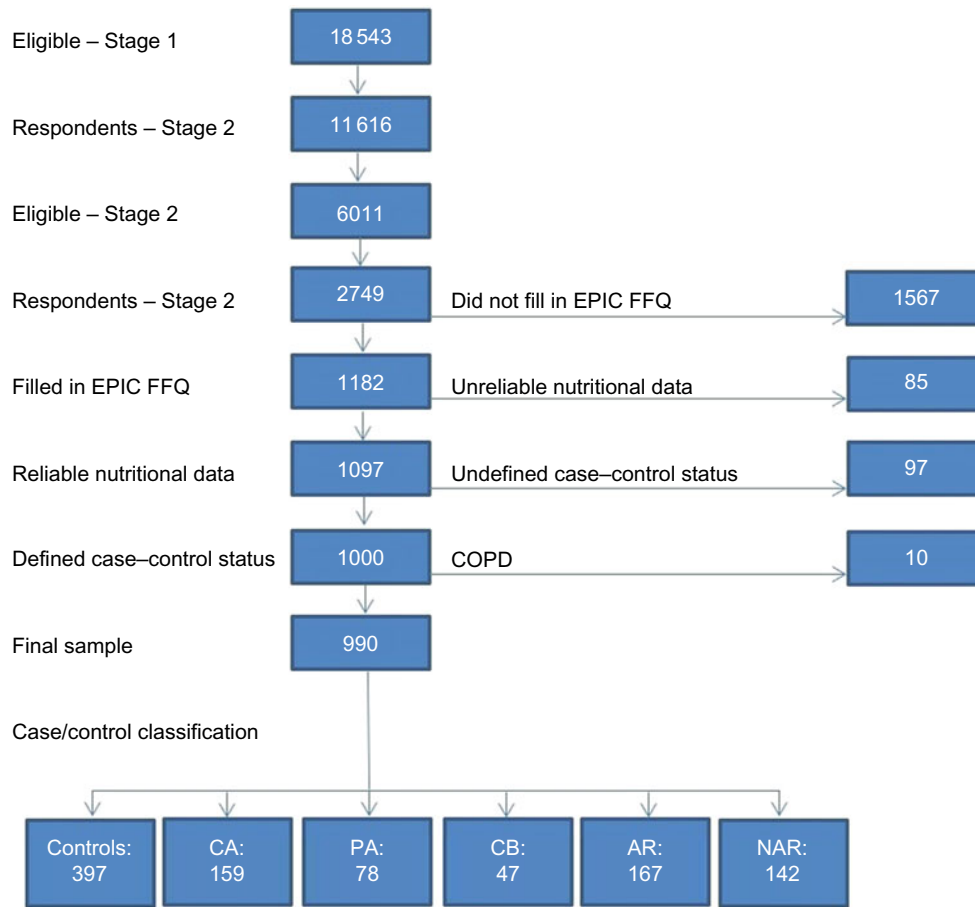 Eligible – Stage 1
18 543
Respondents – Stage 2
11 616
Eligible – Stage 2
6011
Respondents – Stage 2
2749
Did not fill in EPIC FFQ
1567
Filled in EPIC FFQ
1182
Unreliable nutritional data
85
Reliable nutritional data
1097
Undefined case–control status
97
Defined case–control status
1000
COPD
10
Final sample
990
Case/control classification
Controls:
397
CA:
159
PA:
78
CB:
47
AR:
167
NAR:
142